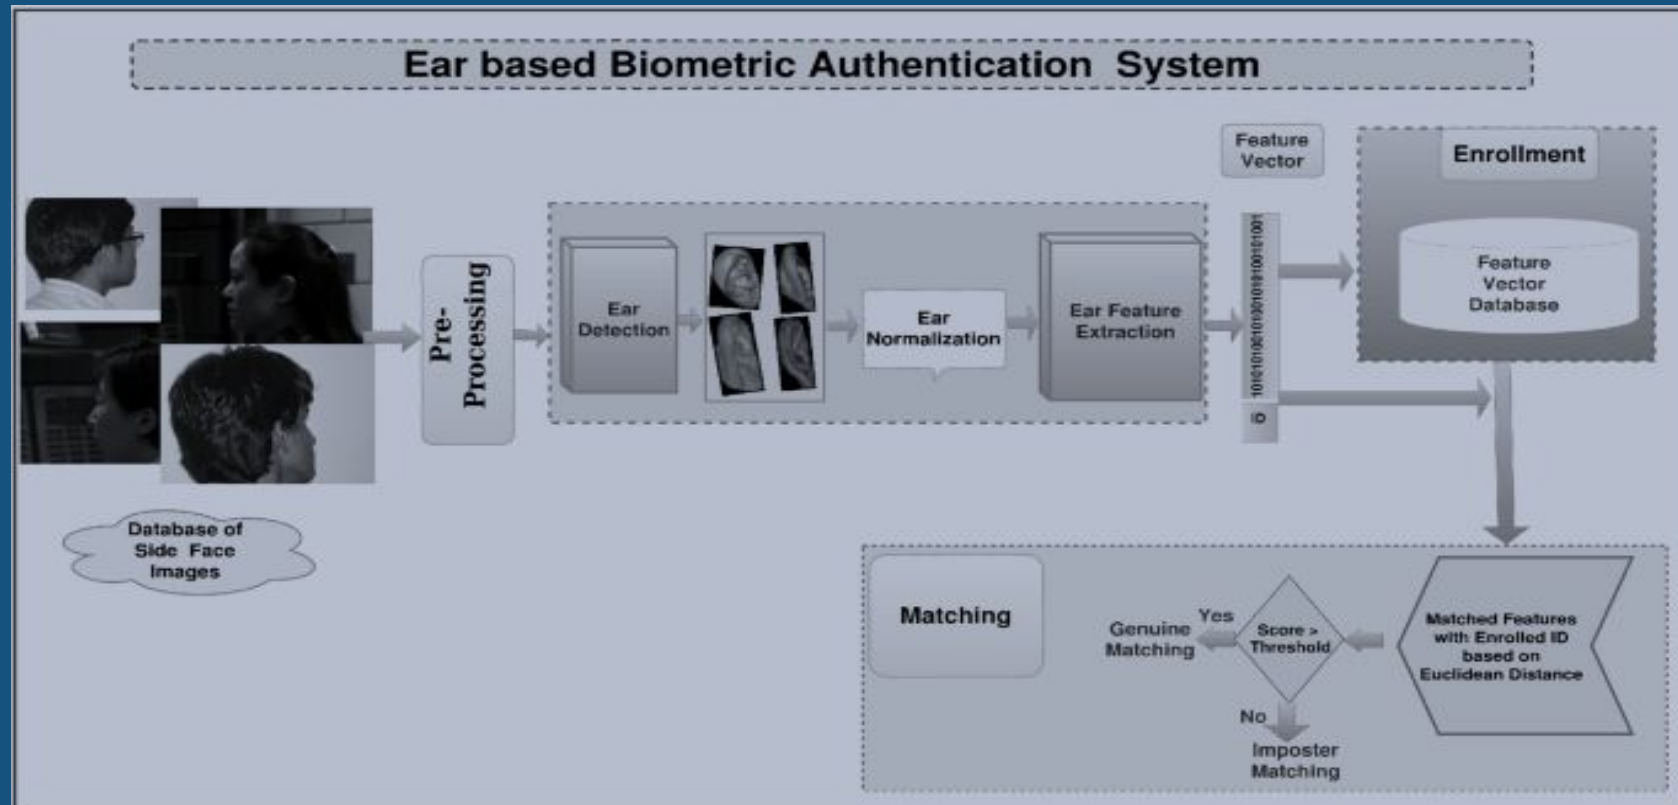 Ear based Biometric Authentication System
Feature
Vector
Enrollment
Feature
Vector
Database
Pre-
Processing
Ear
Detection
Ear
Normalization
Ear Feature
Extraction
ID
Database of
Side Face
Images
Matching
Genuine
Matching
Yes
Score >
Threshold
No
Imposter
Matching
Matched Features
with Enrolled ID
based on
Euclidean Distance